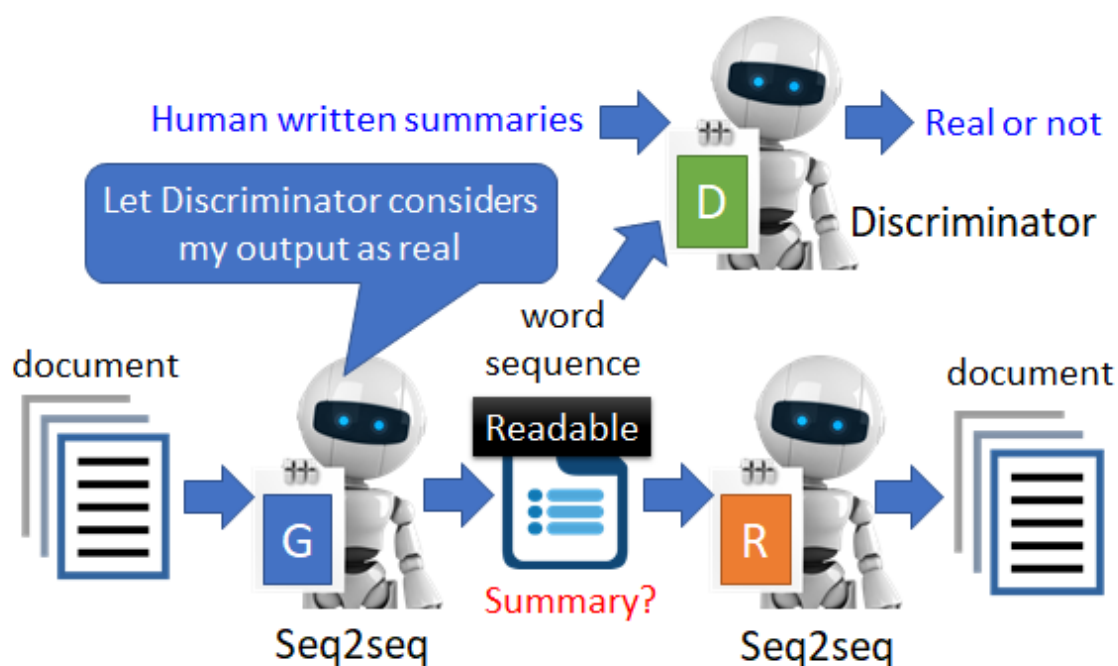 Human written summaries
D
Real or not
Let Discriminator considers
my output as real
Discriminator
word
sequence
document
document
Readable
G
R
Summary?
Seq2seq
Seq2seq